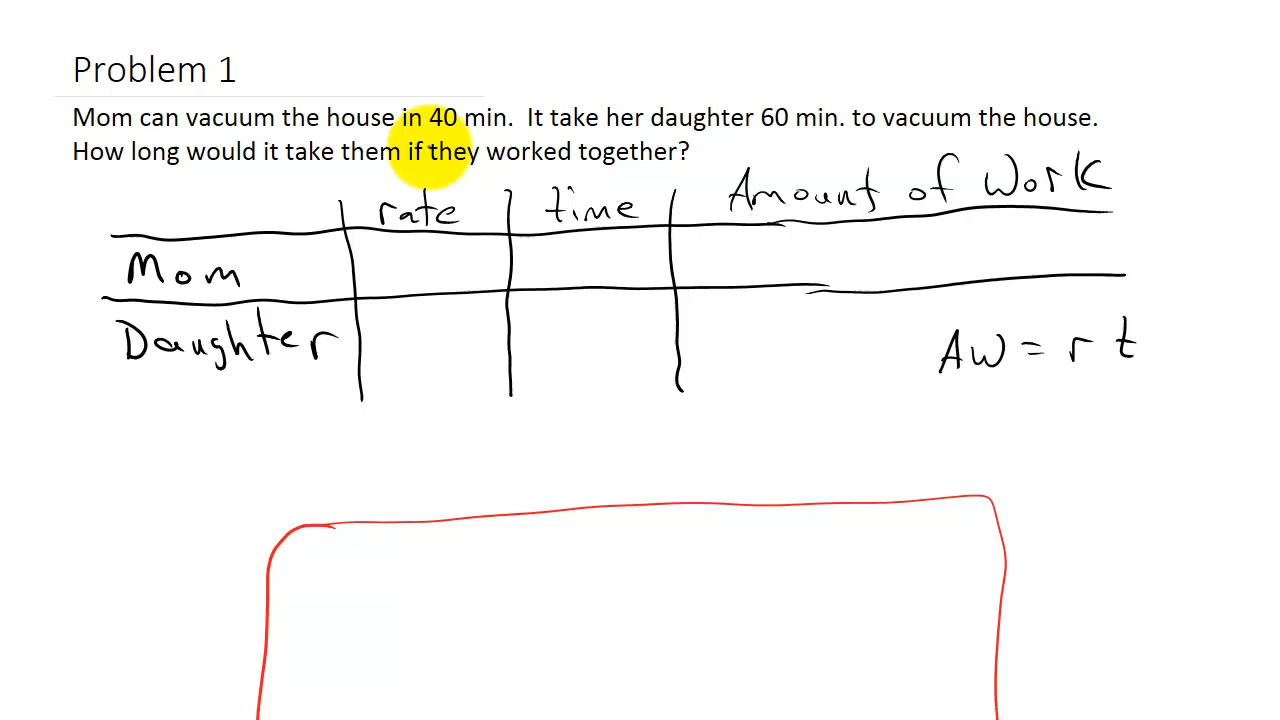 Problem 1
Mom can vacuum the house in 40 min. It take her daughter 60 min. to vacuum the house.
How long would it take them if they worked together?
rate time Amount of Work
Mom
Daughter AW = r t